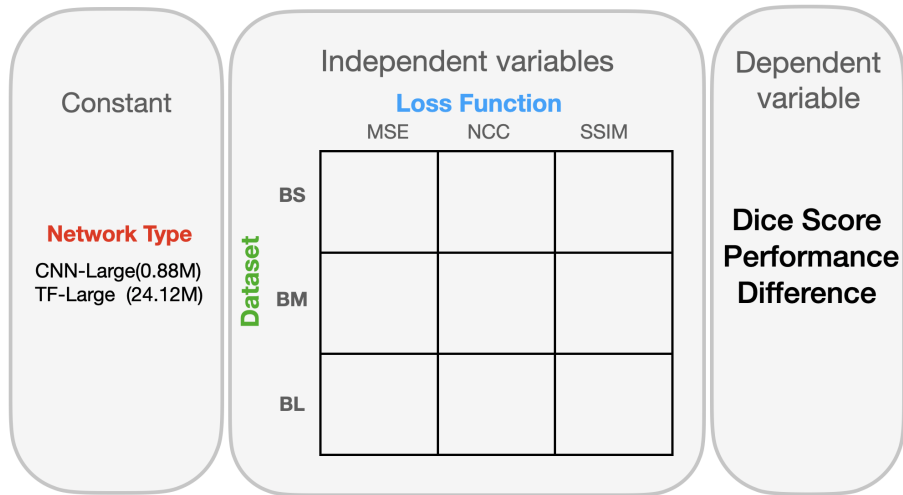 Constant
Network Type
CNN-Large(0.88M)
TF-Large (24.12M)
Independent variables
Loss Function
MSE NCC SSIM
Dataset
BS
BM
BL
Dependent
variable
Dice Score
Performance
Difference